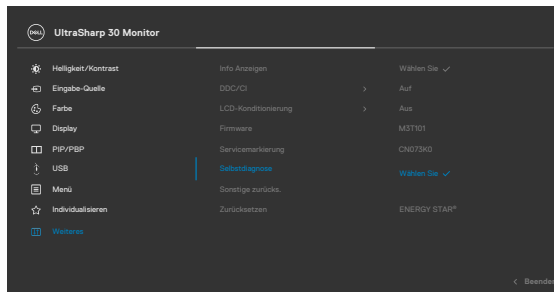 DELL UltraSharp 30 Monitor
Helligkeit/Kontrast Info Anzeigen Wählen Sie
Eingabe-Quelle DDC/CI Auf
Farbe LCD-Konditionierung Aus
Display Firmware M3T101
PIP/PBP Servicemarkierung CN073K0
USB Selbstdiagnose Wählen Sie
Menü Sonstige zurücks.
Individualisieren Zurücksetzen ENERGY STAR®
Weiteres
Beenden